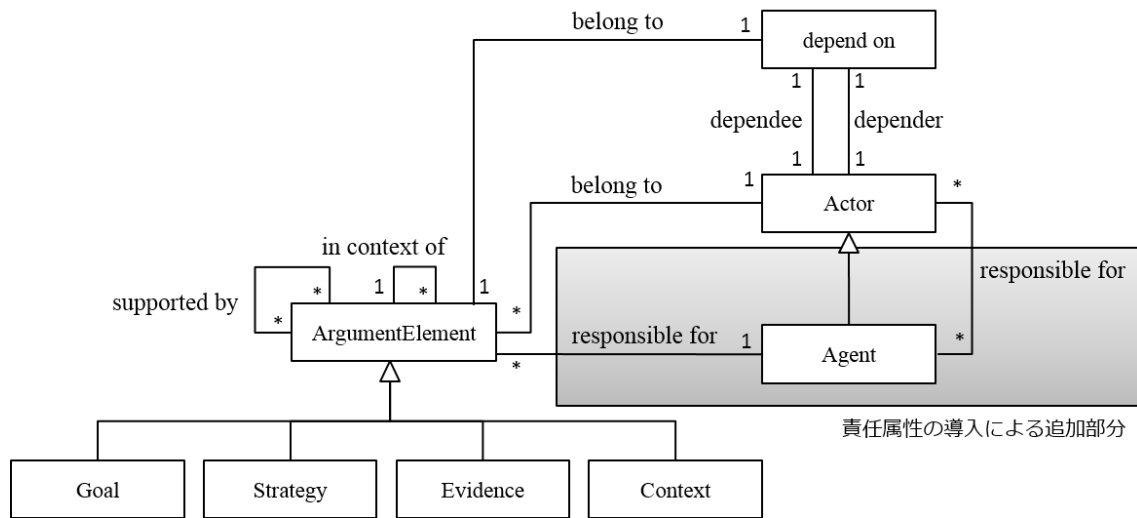 belong to
1
depend on
1
1
dependee
depender
1
1
belong to
1
Actor
*
in context of
supported by
*
1
*
1
*
*
ArgumentElement
*
responsible for
responsible for
1
Agent
*
責任属性の導入による追加部分
Goal
Strategy
Evidence
Context